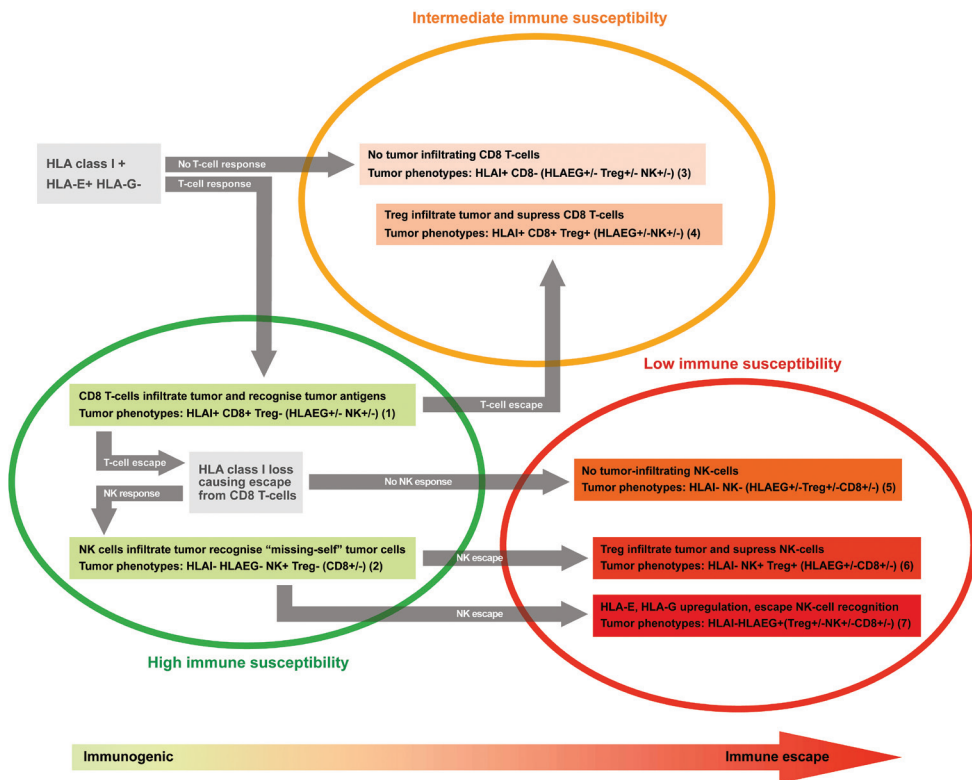 Intermediate immune susceptibilty
HLA class I +
HLA-E+ HLA-G-
No T-cell response
T-cell response
No tumor infiltrating CD8 T-cells
Tumor phenotypes: HLAI+ CD8- (HLAEG+/- Treg+/- NK+/-) (3)
Treg infiltrate tumor and supress CD8 T-cells
Tumor phenotypes: HLAI+ CD8+ Treg+ (HLAEG+/-NK+/-) (4)
Low immune susceptibility
CD8 T-cells infiltrate tumor and recognise tumor antigens
Tumor phenotypes: HLAI+ CD8+ Treg- (HLAEG+/- NK+/-) (1)
T-cell escape
T-cell escape
HLA class I loss
causing escape
from CD8 T-cells
No NK esponse
NK response
No tumor-infiltrating NK-cells
Tumor phenotypes: HLAI- NK- (HLAEG+/-Treg+/-CD8+/-) (5)
NK cells infiltrate tumor recognise “missing-self” tumor cells
Tumor phenotypes: HLAI- HLAEG- NK+ Treg- (CD8+/-) (2)
NK escape
Treg infiltrate tumor and supress NK-cells
Tumor phenotypes: HLAI- NK+ Treg+ (HLAEG+/-CD8+/-) (6)
NK escape
HLA-E, HLA-G upregulation, escape NK-cell recognition
Tumor phenotypes: HLAI-HLAEG+(Treg+/-NK+/-CD8+/-) (7)
High immune susceptibility
Immunogenic
Immune escape